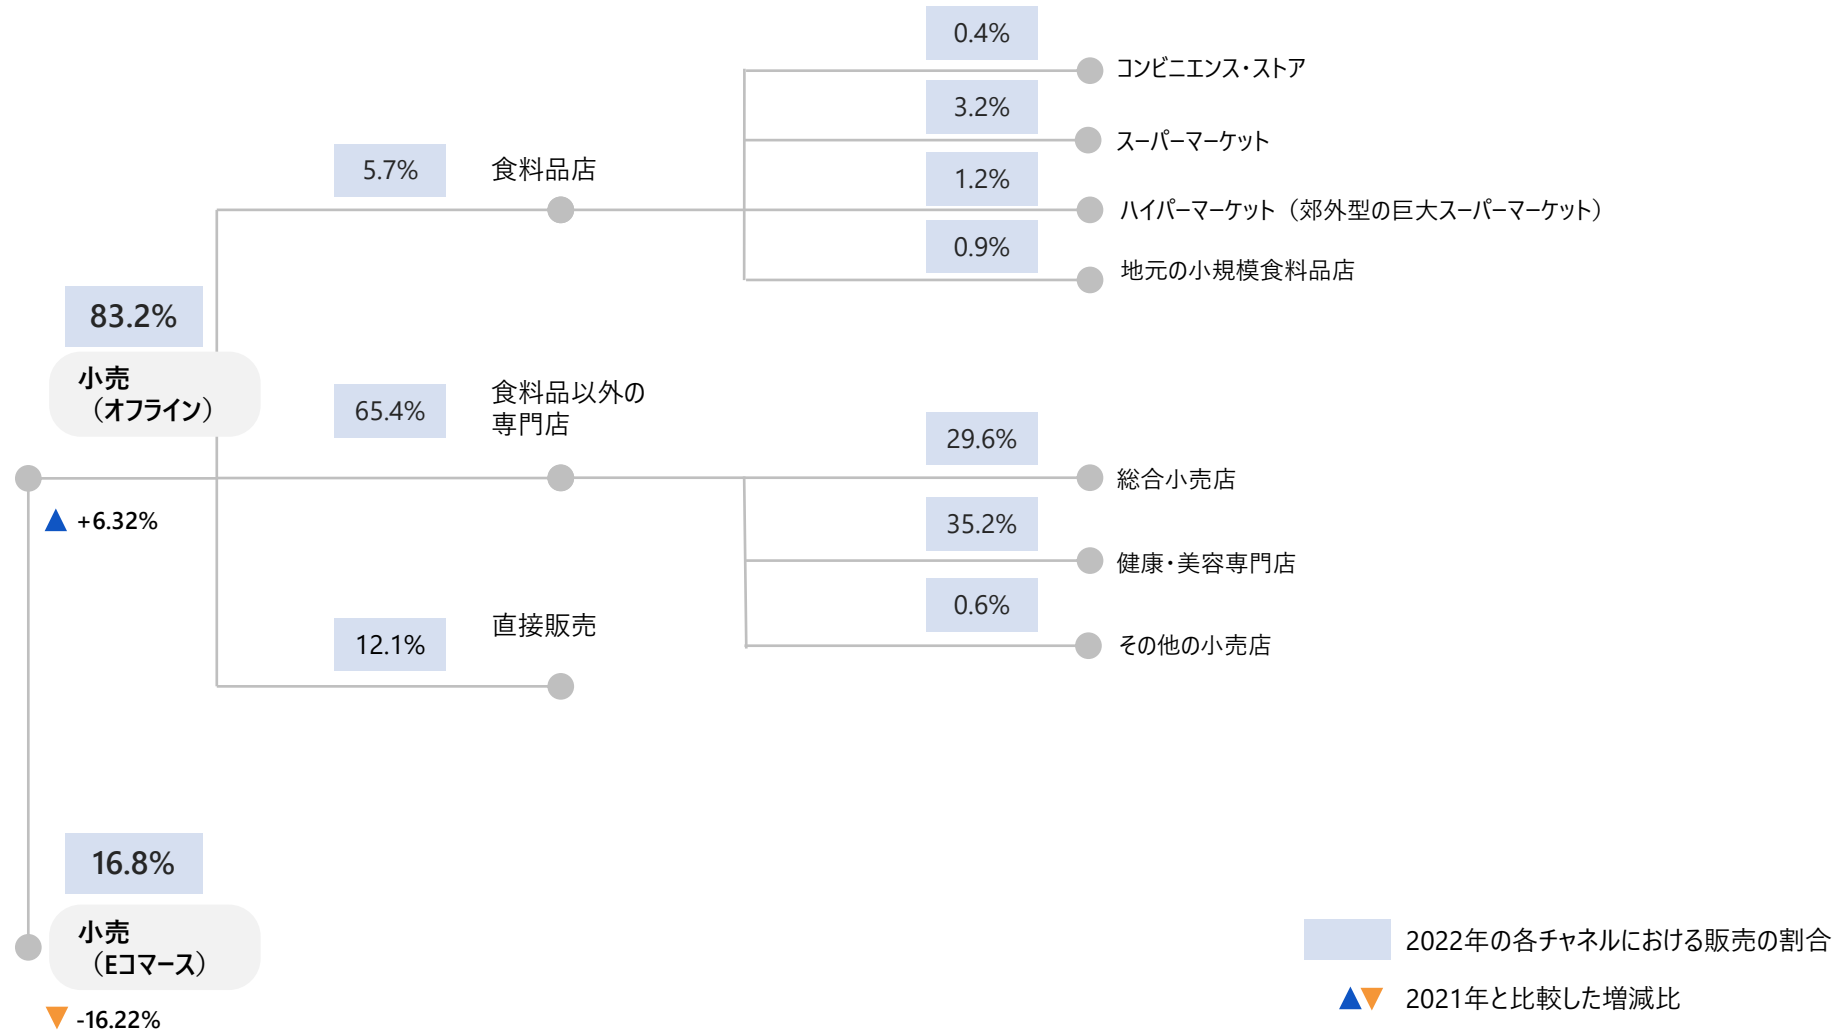 0.4%
コンビニエンス・ストア
3.2%
スーパーマーケット
5.7%
食料品店
1.2%
ハイパーマーケット（郊外型の巨大スーパーマーケット）
0.9%
地元の小規模食料品店
83.2%
小売
（オフライン）
65.4%
食料品以外の
専門店
29.6%
総合小売店
+6.32%
35.2%
健康・美容専門店
0.6%
その他の小売店
12.1%
直接販売
16.8%
小売
（Eコマース）
-16.22%
2022年の各チャネルにおける販売の割合
2021年と比較した増減比